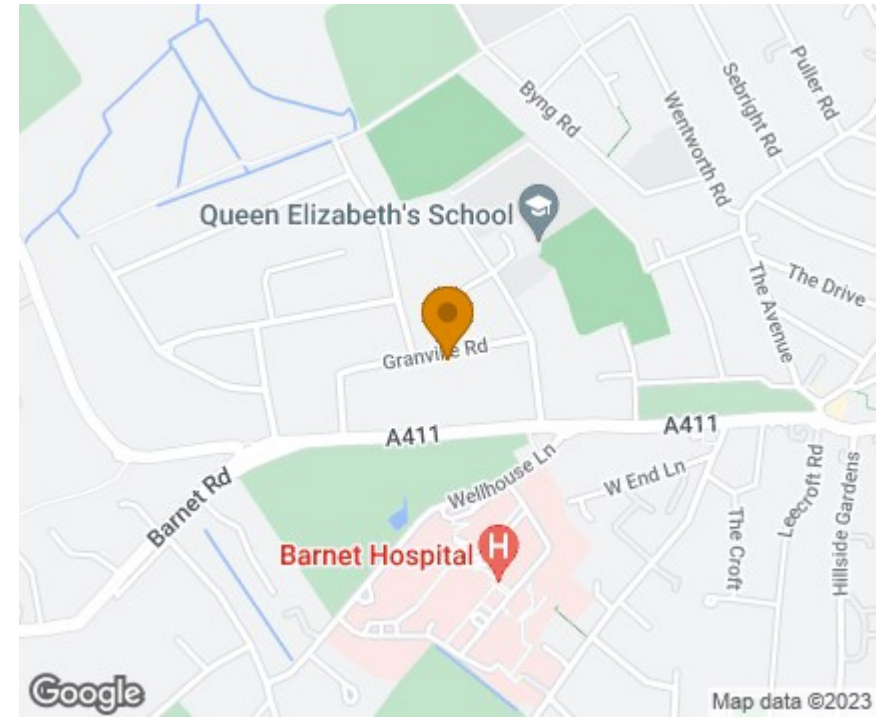 Puller Rd
Sebright Rd
Byng Rd
Wentworth Rd
Queen Elizabeth's School
The Drive
The Avenue
Granville Rd
A411
A411
Wellhouse Ln
W End Ln
Barnet Rd
Leecroft Rd
Hillside Gardens
The Croft
Barnet Hospital
H
Google
Map data ©2023